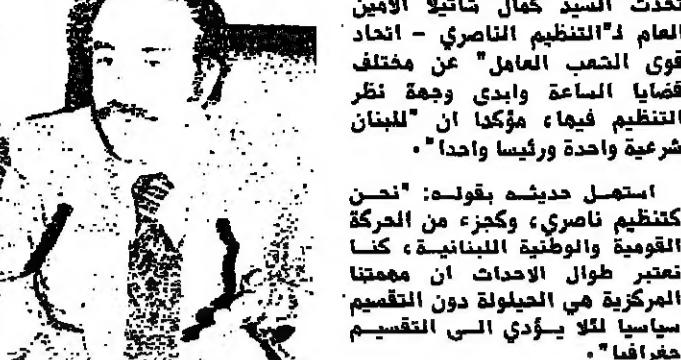 تحدث السيد كمال شاتيلا الامين
العام لـ"التنظيم الناصري – اتحاد
قوى الشعب العامل" عن مختلف
قضايا الساعة وابدى وجهة نظر
التنظيم فيها، مؤكدا ان "للبنان
شرعية واحدة ورئيسا واحدا".
استهل حديثه بقوله: "نحن
كتنظيم ناصري، وكجزء من الحركة
القومية والوطنية اللبنانية، كنا
نعتبر طوال الاحداث ان مهمتنا
المركزية هي الحيلولة دون التقسيم
سياسيا لئلا يؤدي الى التقسيم
جغرافيا".